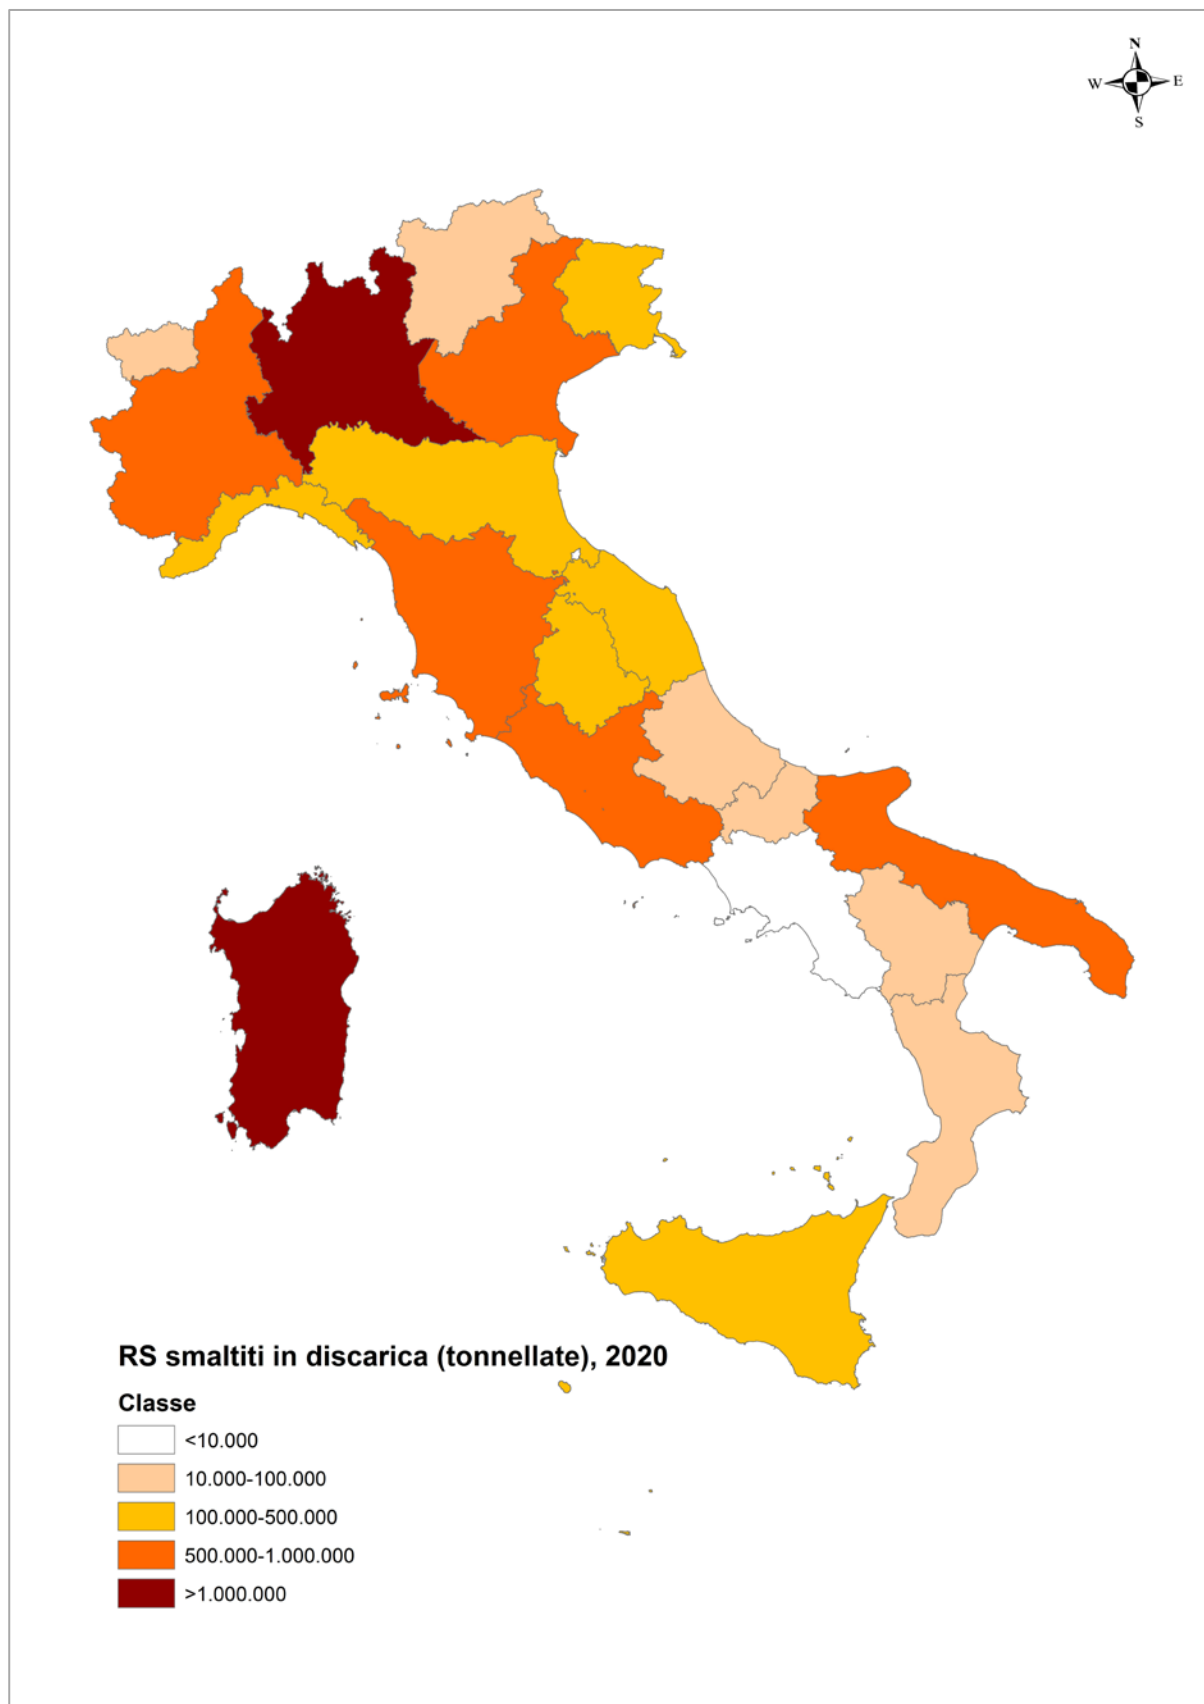 N
W E
S
RS smaltiti in discarica (tonnellate), 2020
Classe
<10.000
10.000-100.000
100.000-500.000
500.000-1.000.000
>1.000.000